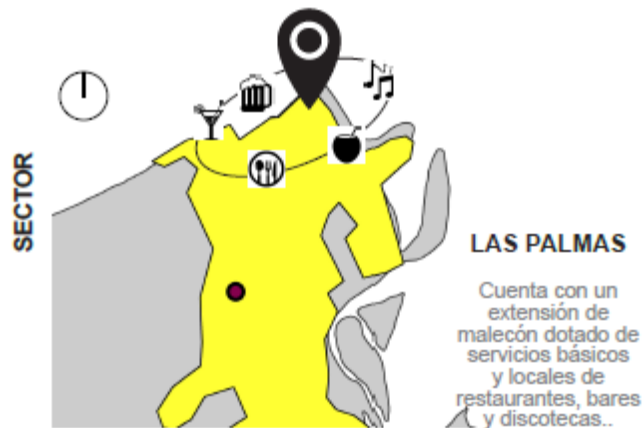 SECTOR
LAS PALMAS
Cuenta con un
extensión de
malecón dotado de
servicios básicos
y locales de
restaurantes, bares
y discotecas..